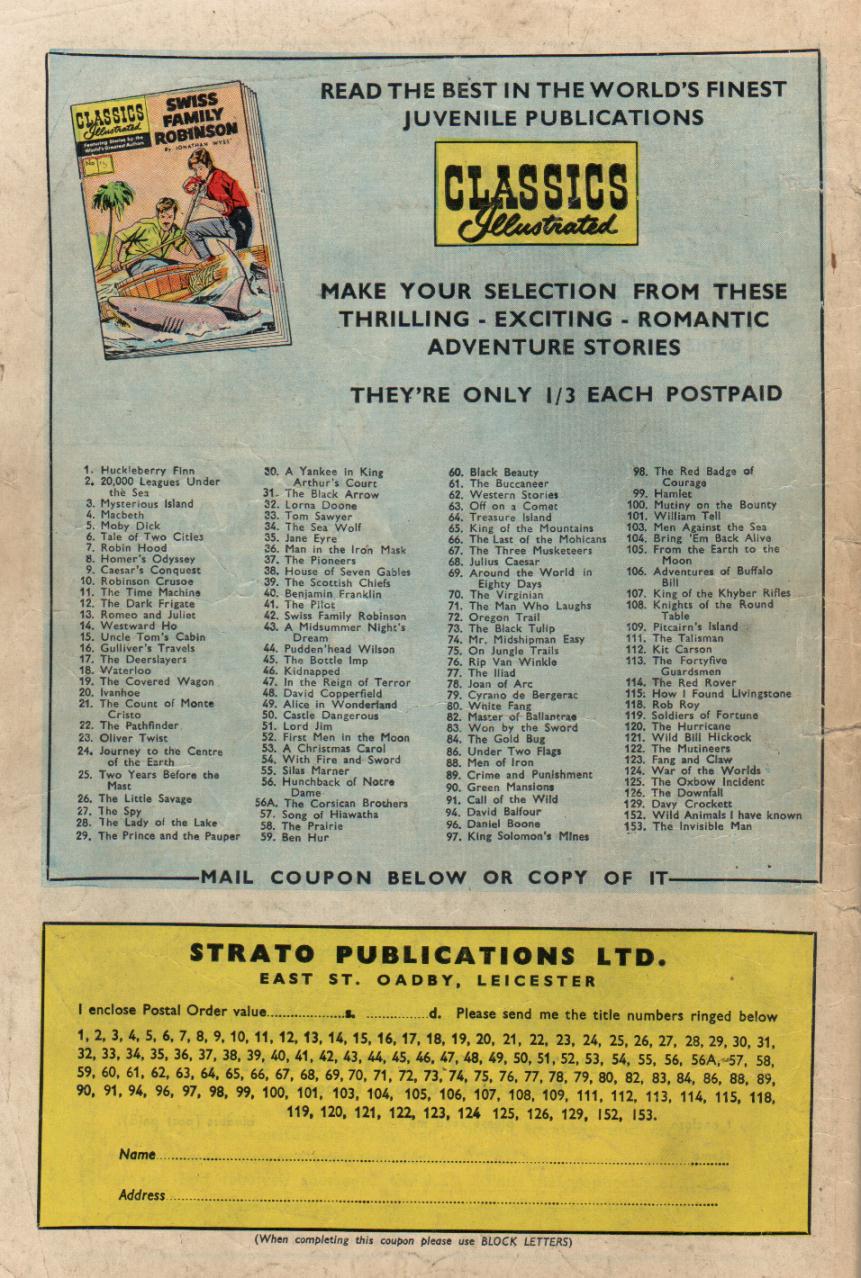 CLASSICS
Illustrated
Featuring Stories by the
World's Greatest Authors
SWISS
FAMILY
ROBINSON
By JONATHAN WYSS
No
READ THE BEST IN THE WORLD'S FINEST
JUVENILE PUBLICATIONS
CLASSICS
Illustrated
MAKE YOUR SELECTION FROM THESE
THRILLING - EXCITING - ROMANTIC
ADVENTURE STORIES
THEY'RE ONLY 1/3 EACH POSTPAID
1. Huckleberry Finn
2. 20,000 Leagues Under
the Sea
3. Mysterious Island
4. Macbeth
5. Moby Dick
6. Tale of Two Cities
7. Robin Hood
8. Homer's Odyssey
9. Caesar's Conquest
10. Robinson Crusoe
11. The Time Machine
12. The Dark Frigate
13. Romeo and Juliet
14. Westward Ho
15. Uncle Tom's Cabin
16. Gulliver's Travels
17. The Deerslayers
18. Waterloo
19. The Covered Wagon
20. Ivanhoe
21. The Count of Monte
Cristo
22. The Pathfinder
23. Oliver Twist
24. Journey to the Centre
of the Earth
25. Two Years Before the
Mast
26. The Little Savage
27. The Spy
28. The Lady of the Lake
29. The Prince and the Pauper
30. A Yankee in King
Arthur's Court
31. The Black Arrow
32. Lorna Doone
33. Tom Sawyer
34. The Sea Wolf
35. Jane Eyre
36. Man in the Iron Mask
37. The Pioneers
38. House of Seven Gables
39. The Scottish Chiefs
40. Benjamin Franklin
41. The Pilot
42. Swiss Family Robinson
43. A Midsummer Night's
Dream
44. Pudden'head Wilson
45. The Bottle Imp
46. Kidnapped
47. In the Reign of Terror
48. David Copperfield
49. Alice in Wonderland
50. Castle Dangerous
51. Lord Jim
52. First Men in the Moon
53. A Christmas Carol
54. With Fire and Sword
55. Silas Marner
56. Hunchback of Notre
Dame
56A. The Corsican Brothers
57. Song of Hiawatha
58. The Prairie
59. Ben Hur
60. Black Beauty
61. The Buccaneer
62. Western Stories
63. Off on a Comet
64. Treasure Island
65. King of the Mountains
66. The Last of the Mohicans
67. The Three Musketeers
68. Julius Caesar
69. Around the World in
Eighty Days
70. The Virginian
71. The Man Who Laughs
72. Oregon Trail
73. The Black Tulip
74. Mr. Midshipman Easy
75. On Jungle Trails
76. Rip Van Winkle
77. The Iliad
78. Joan of Arc
79. Cyrano de Bergerac
80. White Fang
82. Master of Ballantrae
83. Won by the Sword
84. The Gold Bug
86. Under Two Flags
88. Men of Iron
89. Crime and Punishment
90. Green Mansions
91. Call of the Wild
94. David Balfour
96. Daniel Boone
97. King Solomon's Mines
98. The Red Badge of
Courage
99. Hamlet
100. Mutiny on the Bounty
101. William Tell
103. Men Against the Sea
104. Bring 'Em Back Alive
105. From the Earth to the
Moon
106. Adventures of Buffalo
Bill
107. King of the Khyber Rifles
108. Knights of the Round
Table
109. Pitcairn's Island
111. The Talisman
112. Kit Carson
113. The Fortyfive
Guardsmen
114. The Red Rover
115: How I Found Livingstone
118. Rob Roy
119. Soldiers of Fortune
120. The Hurricane
121. Wild Bill Hickock
122. The Mutineers
123. Fang and Claw
124. War of the Worlds
125. The Oxbow Incident
126. The Downfall
129. Davy Crockett
152. Wild Animals I have known
153. The Invisible Man
MAIL COUPON BELOW OR COPY OF IT
STRATO PUBLICATIONS LTD.
EAST ST. OADBY, LEICESTER
I enclose Postal Order value....................s. ...............d. Please send me the title numbers ringed below
1, 2, 3, 4, 5, 6, 7, 8, 9, 10, 11, 12, 13, 14, 15, 16, 17, 18, 19, 20, 21, 22, 23, 24, 25, 26, 27, 28, 29, 30, 31,
32, 33, 34, 35, 36, 37, 38, 39, 40, 41, 42, 43, 44, 45, 46, 47, 48, 49, 50, 51, 52, 53, 54, 55, 56, 56A, 57, 58,
59, 60, 61, 62, 63, 64, 65, 66, 67, 68, 69, 70, 71, 72, 73, 74, 75, 76, 77, 78, 79, 80, 82, 83, 84, 86, 88, 89,
90, 91, 94, 96, 97, 98, 99, 100, 101, 103, 104, 105, 106, 107, 108, 109, 111, 112, 113, 114, 115, 118,
119, 120, 121, 122, 123, 124 125, 126, 129, 152, 153.
Name
Address
(When completing this coupon please use BLOCK LETTERS)